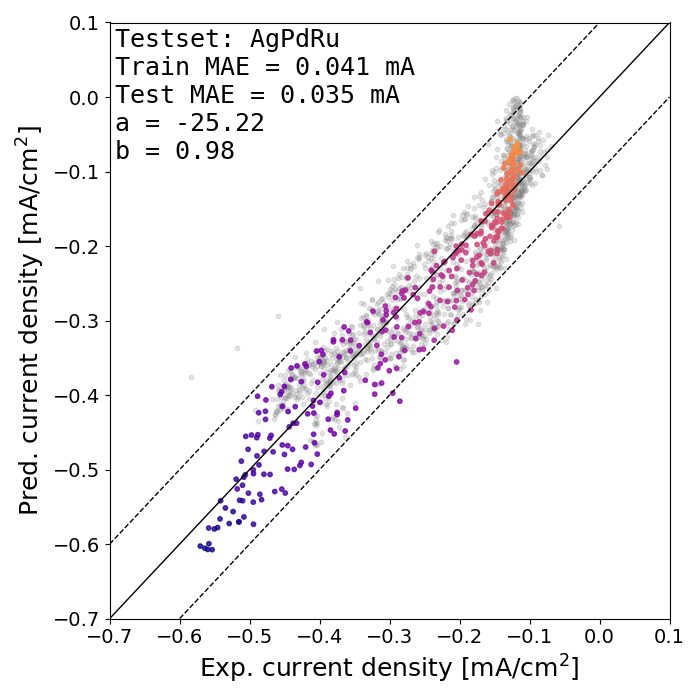 Testset: AgPdRu
Train MAE = 0.041 mA
Test MAE = 0.035 mA
a = -25.22
b = 0.98
0.1
0.0
−0.1
−0.2
−0.3
−0.4
−0.5
−0.6
−0.7
Pred. current density [mA/cm²]
−0.7 −0.6 −0.5 −0.4 −0.3 −0.2 −0.1 0.0 0.1
Exp. current density [mA/cm²]